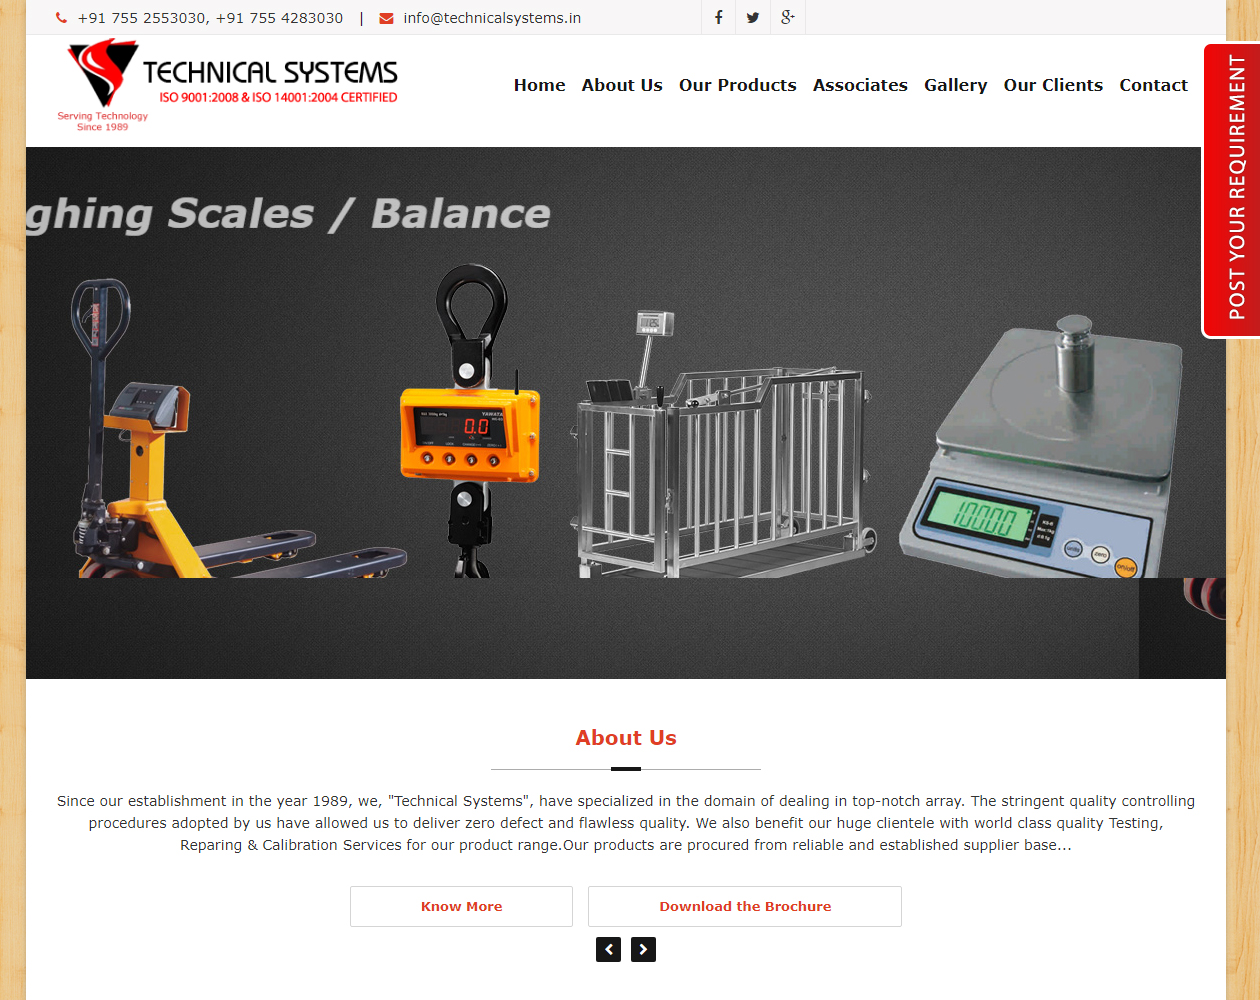 +91 755 2553030, +91 755 4283030 | info@technicalsystems.in
TECHNICAL SYSTEMS
ISO 9001:2008 & ISO 14001:2004 CERTIFIED
Serving Technology
Since 1989
Home About Us Our Products Associates Gallery Our Clients Contact
POST YOUR REQUIREMENT
ghing Scales / Balance
YAWATA
0.0
10000
zero
on/off
About Us
Since our establishment in the year 1989, we, "Technical Systems", have specialized in the domain of dealing in top-notch array. The stringent quality controlling
procedures adopted by us have allowed us to deliver zero defect and flawless quality. We also benefit our huge clientele with world class quality Testing,
Reparing & Calibration Services for our product range.Our products are procured from reliable and established supplier base...
Know More
Download the Brochure